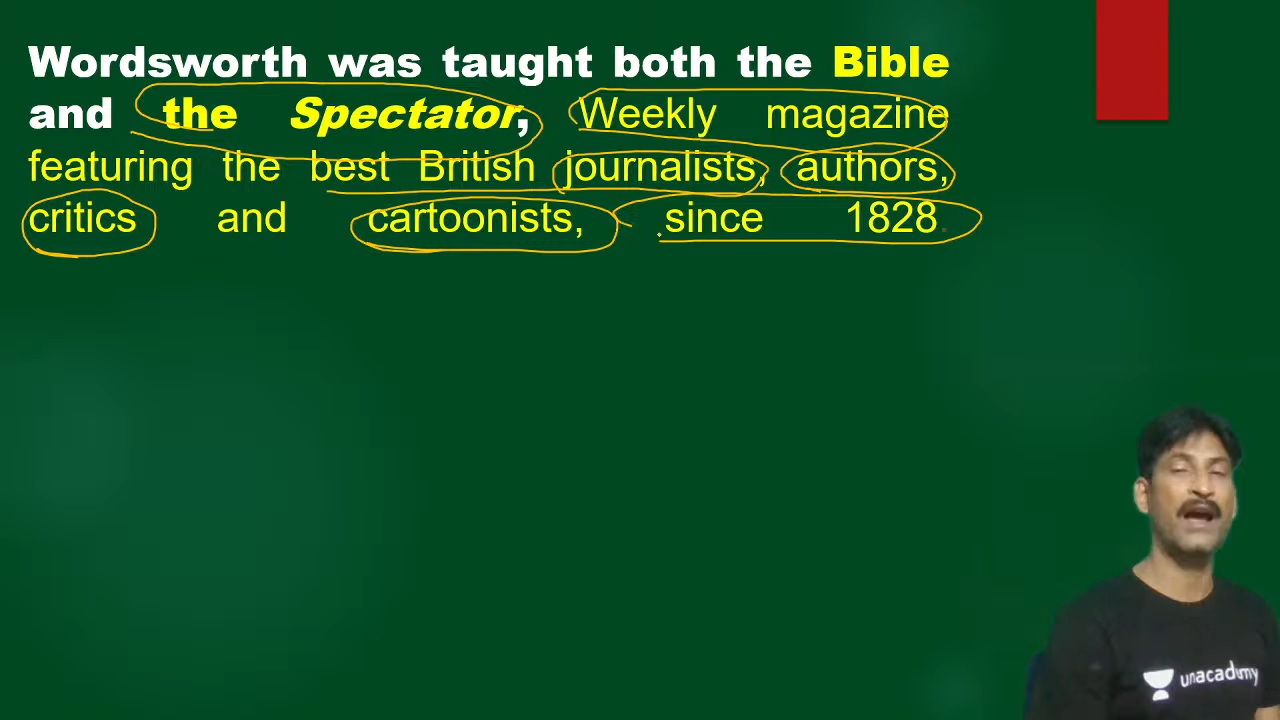 Wordsworth was taught both the Bible
and the Spectator, Weekly magazine
featuring the best British journalists, authors,
critics and cartoonists, since 1828.
unacademy